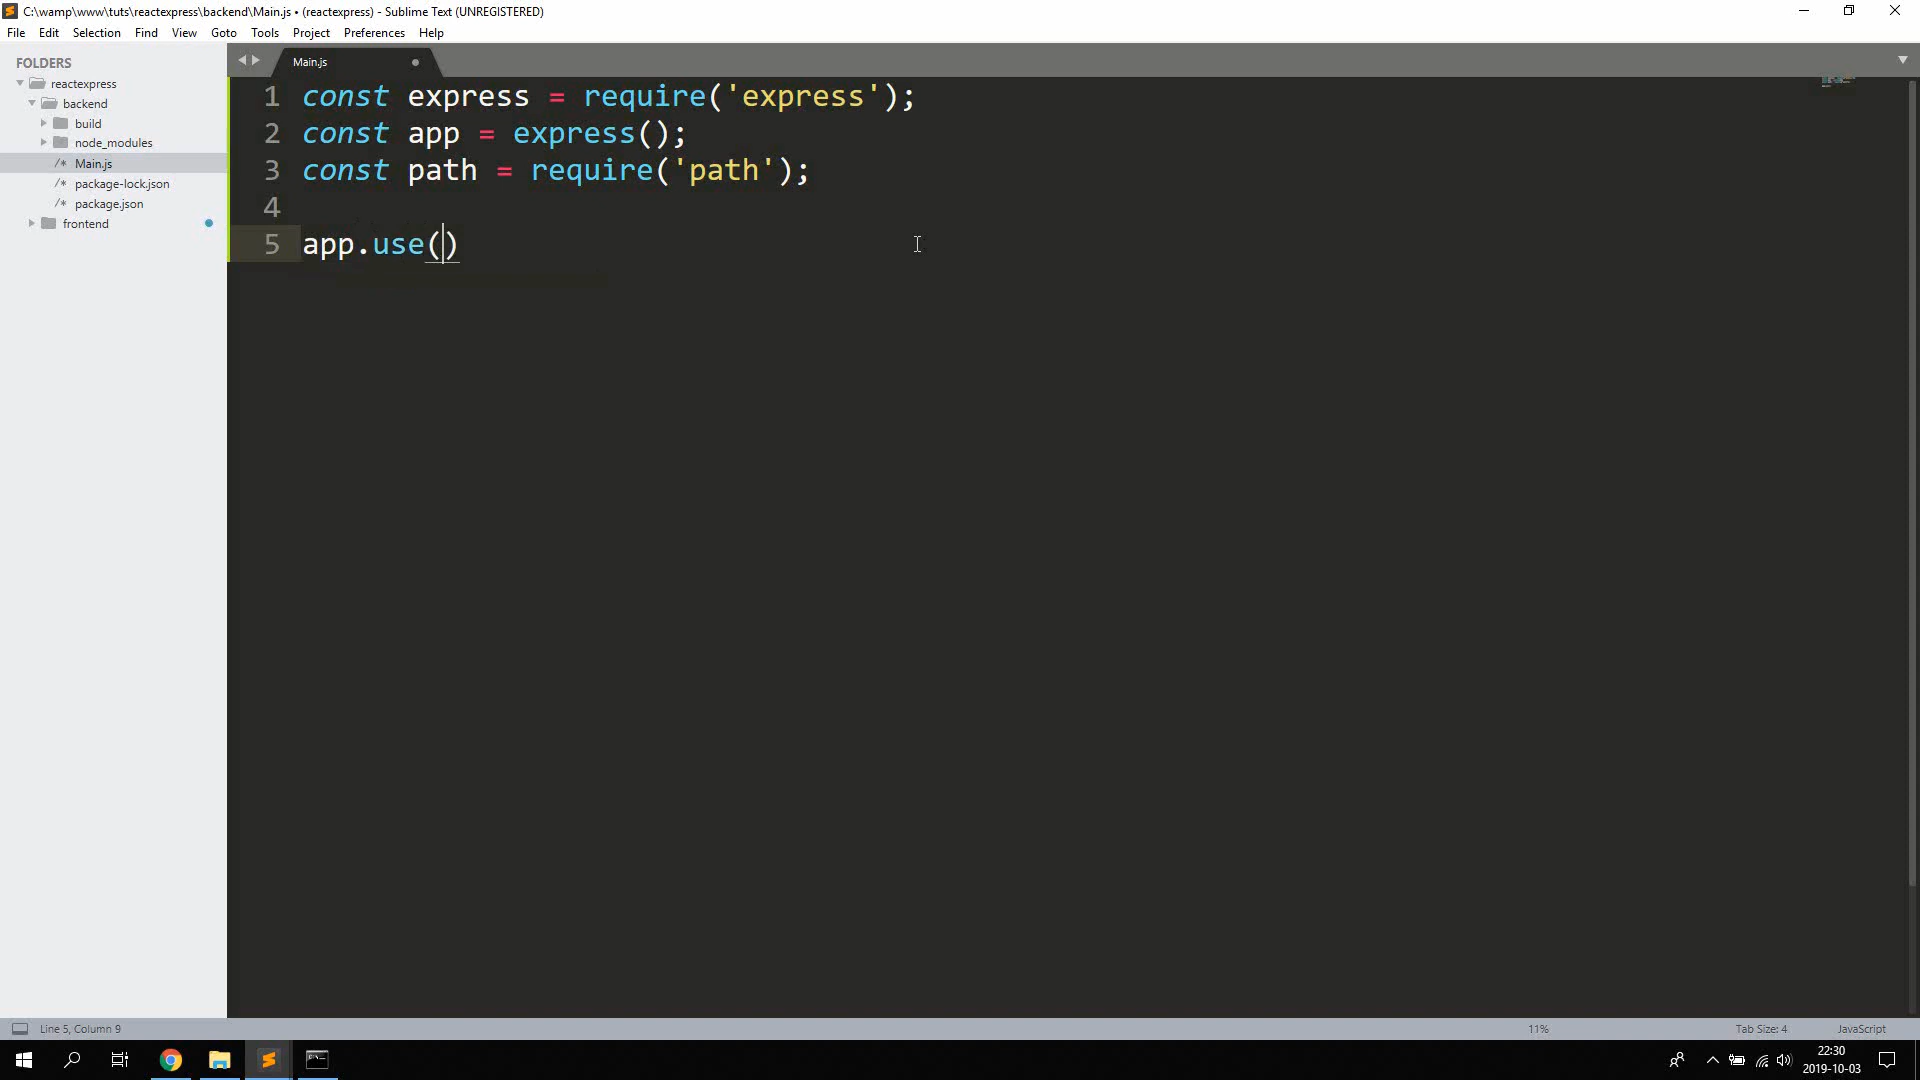 C:\wamp\www\tuts\reactexpress\backend\Main.js • (reactexpress) - Sublime Text (UNREGISTERED)
File Edit Selection Find View Goto Tools Project Preferences Help
FOLDERS
reactexpress
backend
build
node_modules
/* Main.js
/* package-lock.json
/* package.json
frontend
Main.js
1 const express = require('express');
2 const app = express();
3 const path = require('path');
4
5 app.use()
Line 5, Column 9 11% Tab Size: 4 JavaScript
22:30
2019-10-03